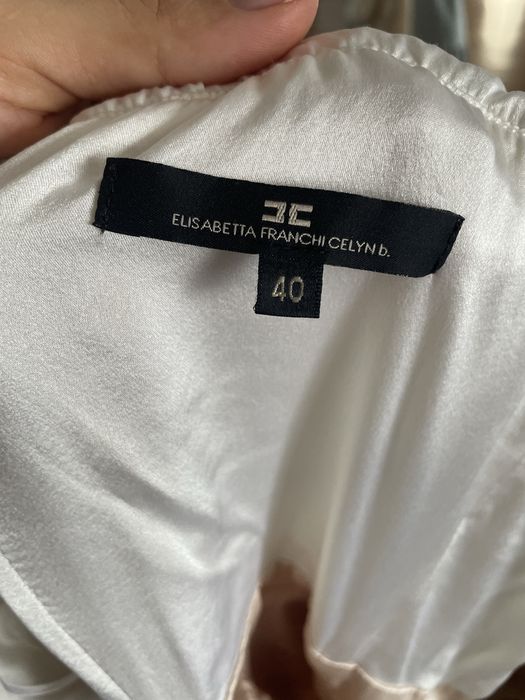 ELISABETTA FRANCHI CELYN b.
40